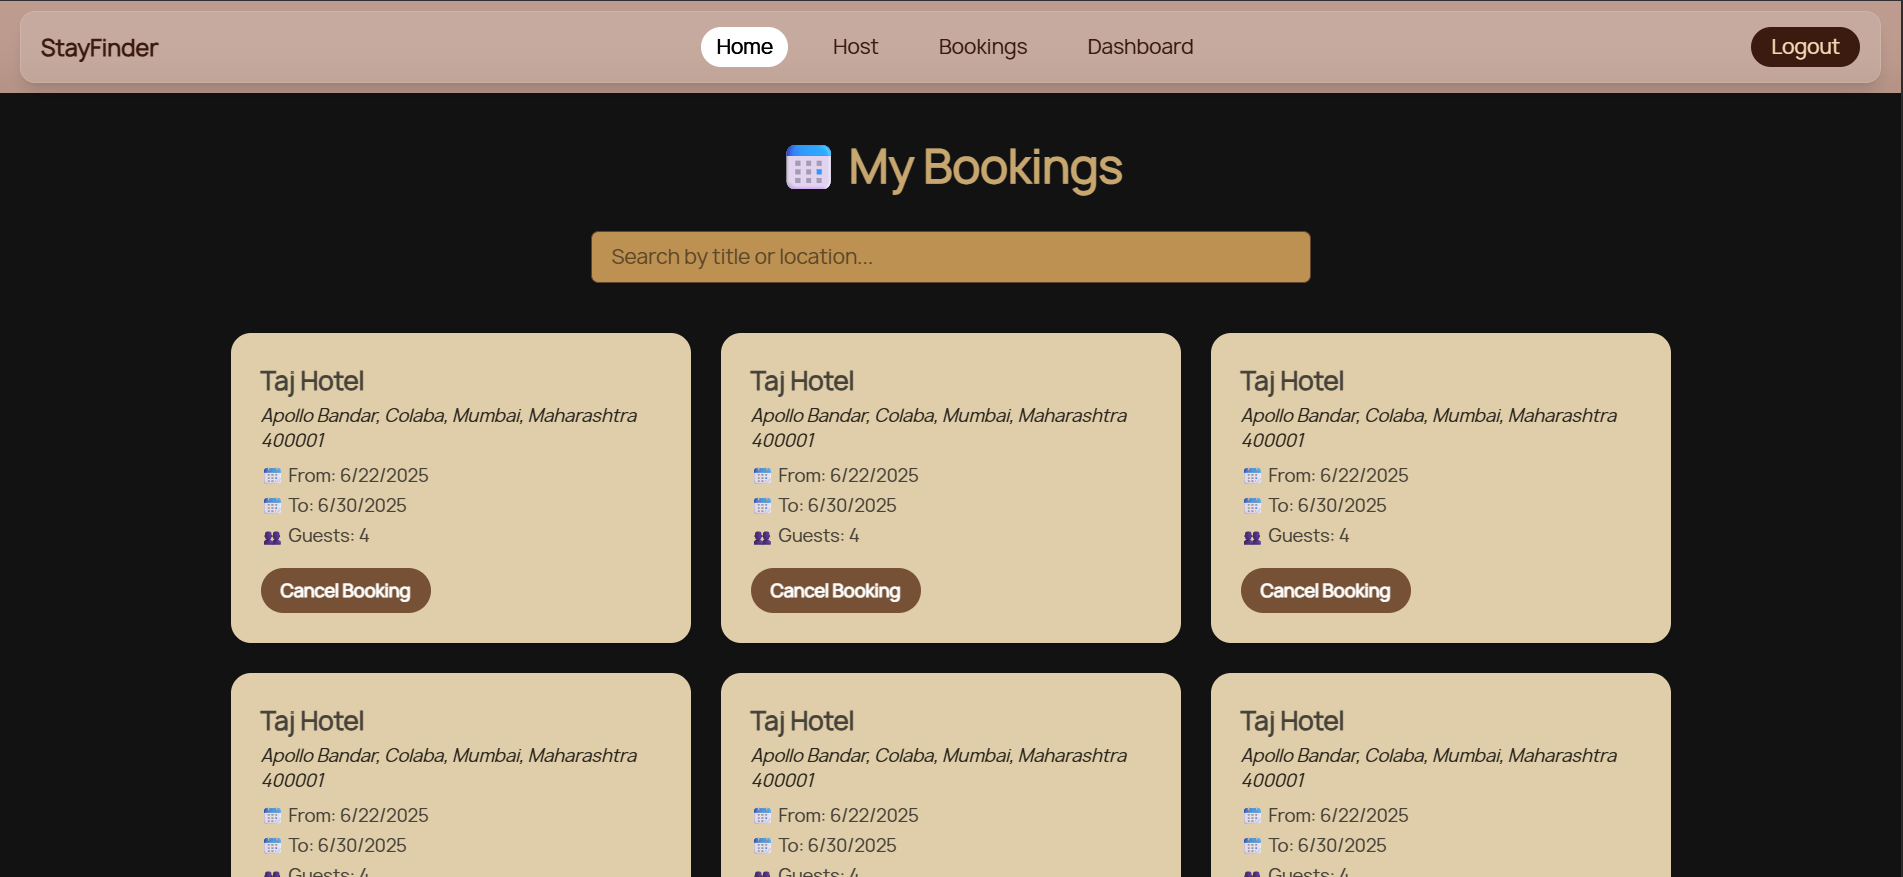 StayFinder
Home
Host
Bookings
Dashboard
Logout
My Bookings
Search by title or location...
Taj Hotel
Apollo Bandar, Colaba, Mumbai, Maharashtra
400001
From: 6/22/2025
To: 6/30/2025
Guests: 4
Cancel Booking
Taj Hotel
Apollo Bandar, Colaba, Mumbai, Maharashtra
400001
From: 6/22/2025
To: 6/30/2025
Guests: 4
Cancel Booking
Taj Hotel
Apollo Bandar, Colaba, Mumbai, Maharashtra
400001
From: 6/22/2025
To: 6/30/2025
Guests: 4
Cancel Booking
Taj Hotel
Apollo Bandar, Colaba, Mumbai, Maharashtra
400001
From: 6/22/2025
To: 6/30/2025
Guests: 4
Taj Hotel
Apollo Bandar, Colaba, Mumbai, Maharashtra
400001
From: 6/22/2025
To: 6/30/2025
Guests: 4
Taj Hotel
Apollo Bandar, Colaba, Mumbai, Maharashtra
400001
From: 6/22/2025
To: 6/30/2025
Guests: 4